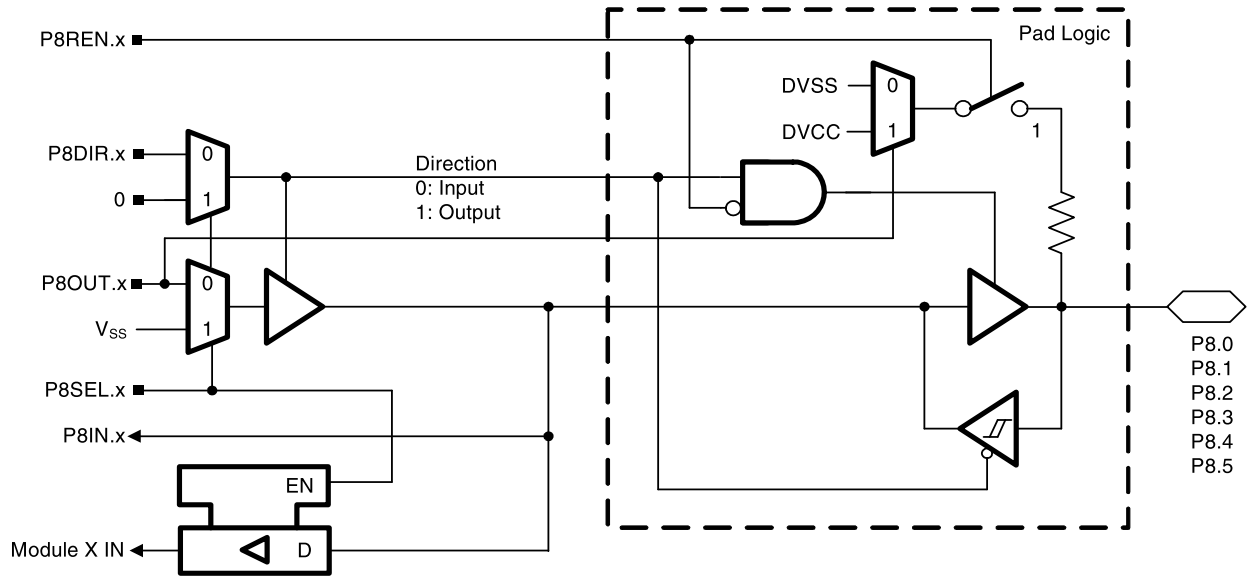 P8REN.x
Pad Logic
DVSS
0
DVCC
1
1
P8DIR.x
0
0
1
Direction
0: Input
1: Output
P8OUT.x
0
VSS
1
P8SEL.x
P8IN.x
EN
Module X IN
D
P8.0
P8.1
P8.2
P8.3
P8.4
P8.5